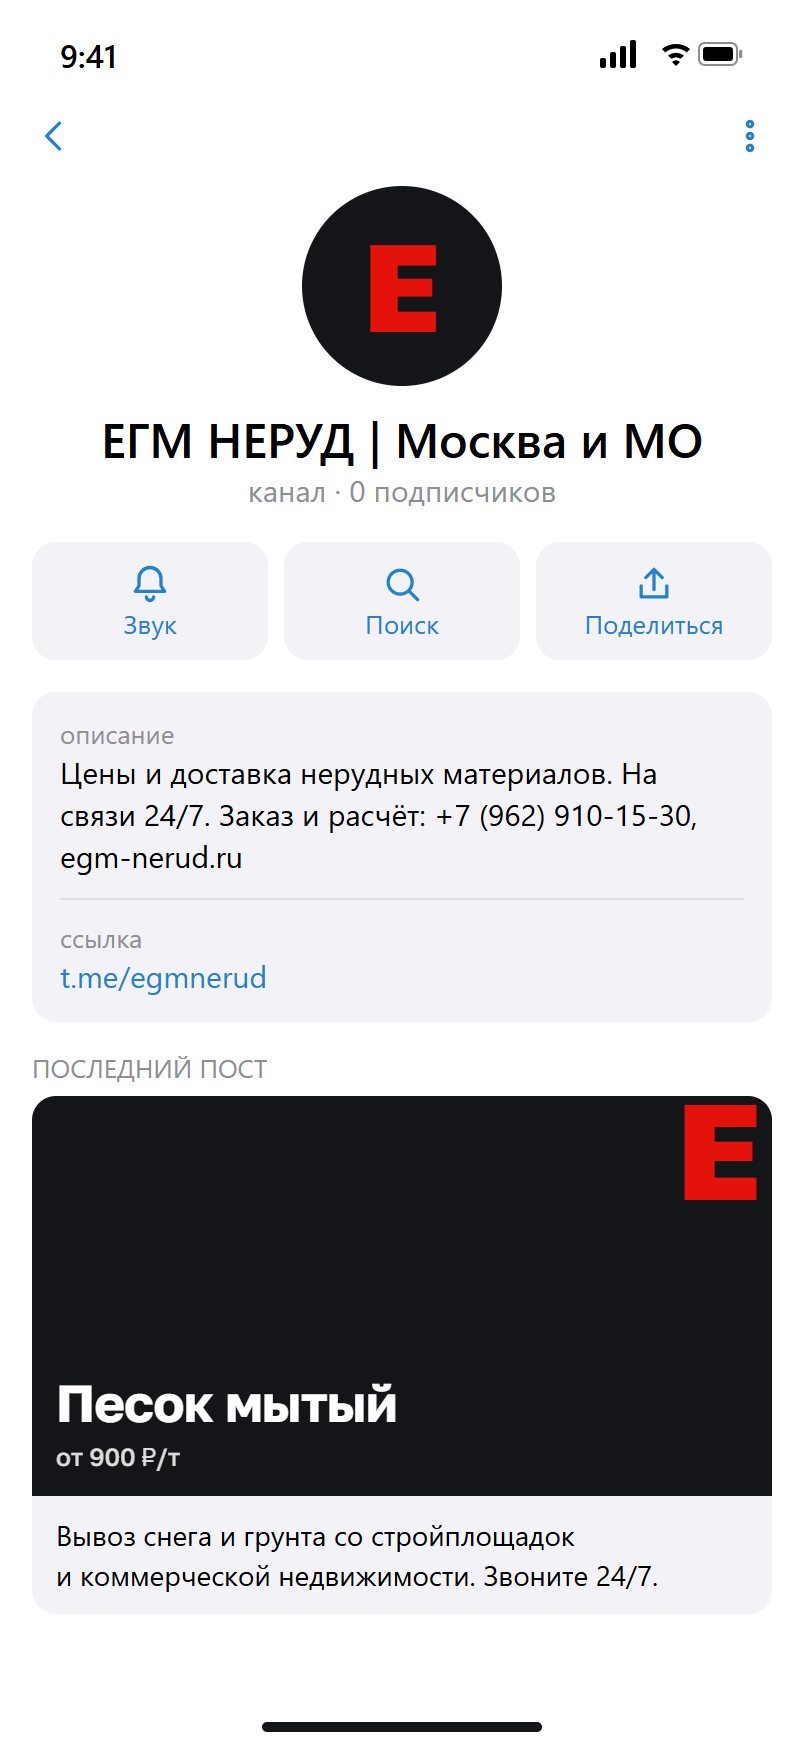 9:41
Е
ЕГМ НЕРУД | Москва и МО
канал · 0 подписчиков
Звук
Поиск
Поделиться
описание
Цены и доставка нерудных материалов. На
связи 24/7. Заказ и расчёт: +7 (962) 910-15-30,
egm-nerud.ru
ссылка
t.me/egmnerud
ПОСЛЕДНИЙ ПОСТ
Е
Песок мытый
от 900 ₽/т
Вывоз снега и грунта со стройплощадок
и коммерческой недвижимости. Звоните 24/7.